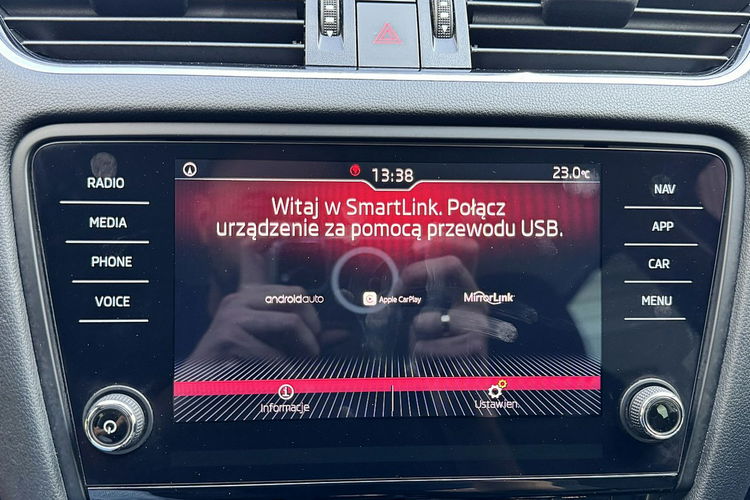 13:38
23.0°C
RADIO
MEDIA
PHONE
VOICE
Witaj w SmartLink. Połącz
urządzenie za pomocą przewodu USB.
androidauto
Apple CarPlay
MirrorLink
Informacje
Ustawien.
NAV
APP
CAR
MENU